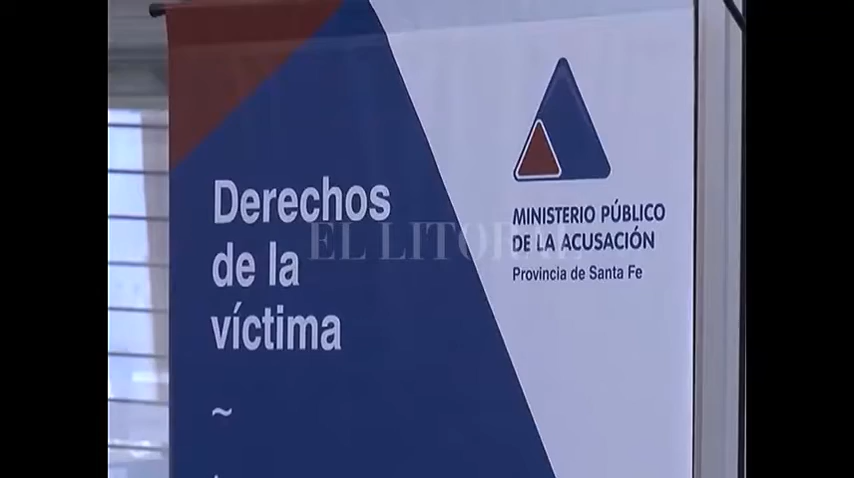 Derechos
de la
víctima
~
MINISTERIO PÚBLICO
DE LA ACUSACIÓN
Provincia de Santa Fe
EL LITORAL